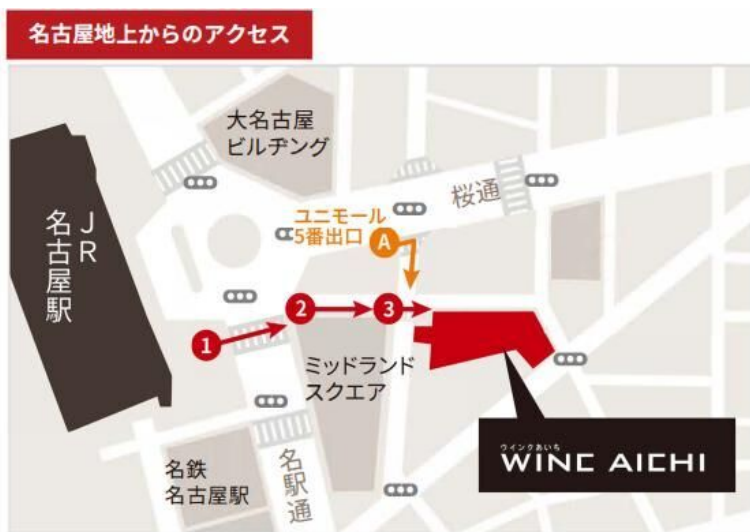 名古屋地上からのアクセス
大名古屋
ビルヂング
桜通
ユニモール
5番出口
A
JR
名古屋駅
1
2
3
ミッドランド
スクエア
名駅通
名鉄
名古屋駅
ウインクあいち
WINC AICHI